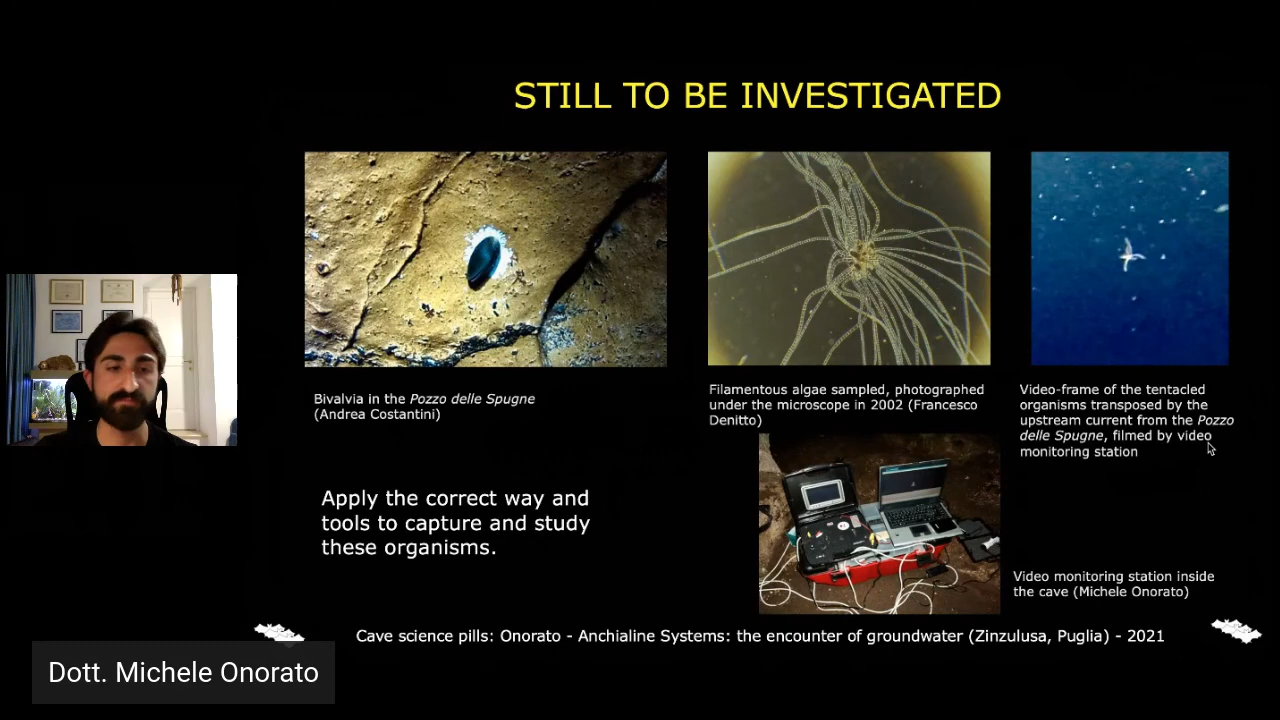 STILL TO BE INVESTIGATED
Bivalvia in the Pozzo delle Spugne
(Andrea Costantini)
Filamentous algae sampled, photographed
under the microscope in 2002 (Francesco
Denitto)
Video-frame of the tentacled
organisms transposed by the
upstream current from the Pozzo
delle Spugne, filmed by video
monitoring station
Apply the correct way and
tools to capture and study
these organisms.
Video monitoring station inside
the cave (Michele Onorato)
Cave science pills: Onorato - Anchialine Systems: the encounter of groundwater (Zinzulusa, Puglia) - 2021
Dott. Michele Onorato